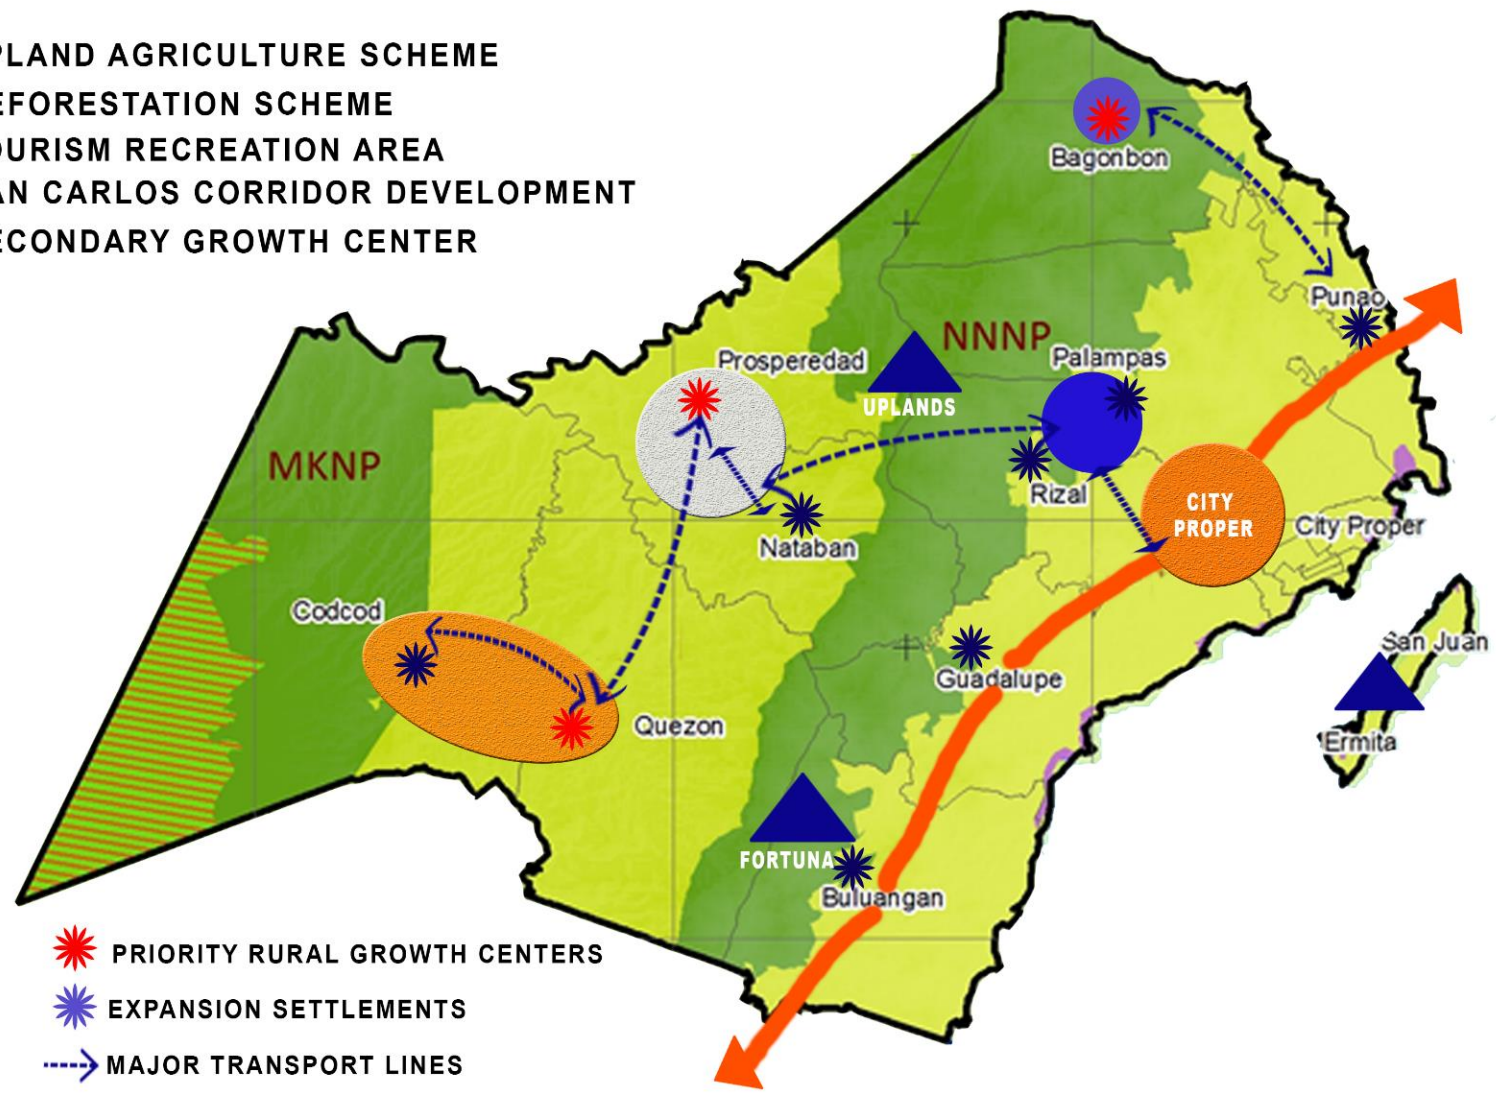 PLAND AGRICULTURE SCHEME
EFORESTATION SCHEME
OURISM RECREATION AREA
AN CARLOS CORRIDOR DEVELOPMENT
ECONDARY GROWTH CENTER
Bagonbon
Punao
NNNP
Palampas
Prosperedad
UPLANDS
MKNP
Rizal
CITY
PROPER
City Proper
Nataban
Codcod
San Juan
Guadalupe
Quezon
Ermita
FORTUNA
Buluangan
PRIORITY RURAL GROWTH CENTERS
EXPANSION SETTLEMENTS
MAJOR TRANSPORT LINES